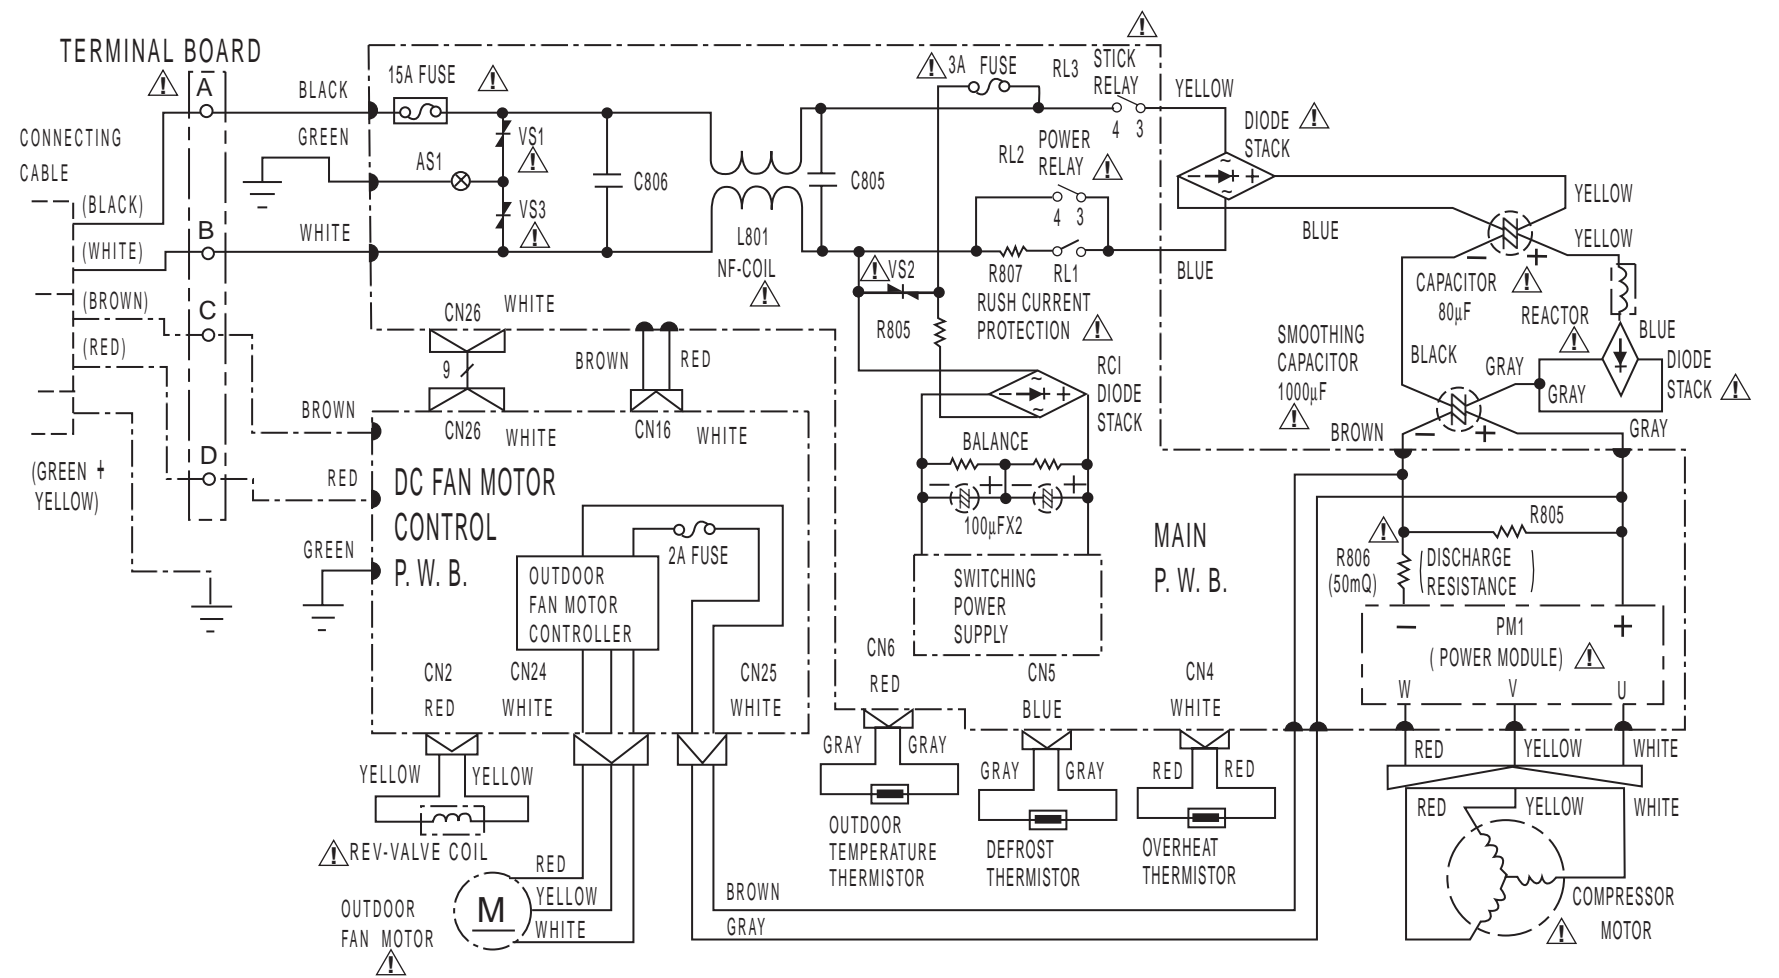 TERMINAL BOARD
A
B
C
D
CONNECTING
CABLE
(BLACK)
(WHITE)
(BROWN)
(RED)
(GREEN +
YELLOW)
BLACK
GREEN
WHITE
BROWN
RED
GREEN
15A FUSE
AS1
VS1
VS3
C806
L801
NF-COIL
C805
3A FUSE
RL3
STICK
RELAY
4 3
RL2
POWER
RELAY
4 3
R807
RL1
RUSH CURRENT
PROTECTION
VS2
R805
RCI
DIODE
STACK
BALANCE
100µFX2
SWITCHING
POWER
SUPPLY
YELLOW
BLUE
DIODE
STACK
BLUE
YELLOW
YELLOW
CAPACITOR
80µF
REACTOR
BLUE
DIODE
STACK
BLACK
GRAY
GRAY
GRAY
SMOOTHING
CAPACITOR
1000µF
BROWN
CN26
WHITE
9
CN26
WHITE
BROWN
RED
CN16
WHITE
DC FAN MOTOR
CONTROL
P. W. B.
2A FUSE
OUTDOOR
FAN MOTOR
CONTROLLER
CN2
RED
CN24
WHITE
CN25
WHITE
MAIN
P. W. B.
R805
R806
(50mQ)
(DISCHARGE
RESISTANCE)
PM1
( POWER MODULE)
W
V
U
CN6
RED
CN5
BLUE
CN4
WHITE
GRAY
GRAY
OUTDOOR
TEMPERATURE
THERMISTOR
GRAY
GRAY
DEFROST
THERMISTOR
RED
RED
OVERHEAT
THERMISTOR
YELLOW
YELLOW
REV-VALVE COIL
RED
YELLOW
WHITE
M
OUTDOOR
FAN MOTOR
BROWN
GRAY
RED
YELLOW
WHITE
RED
YELLOW
WHITE
COMPRESSOR
MOTOR